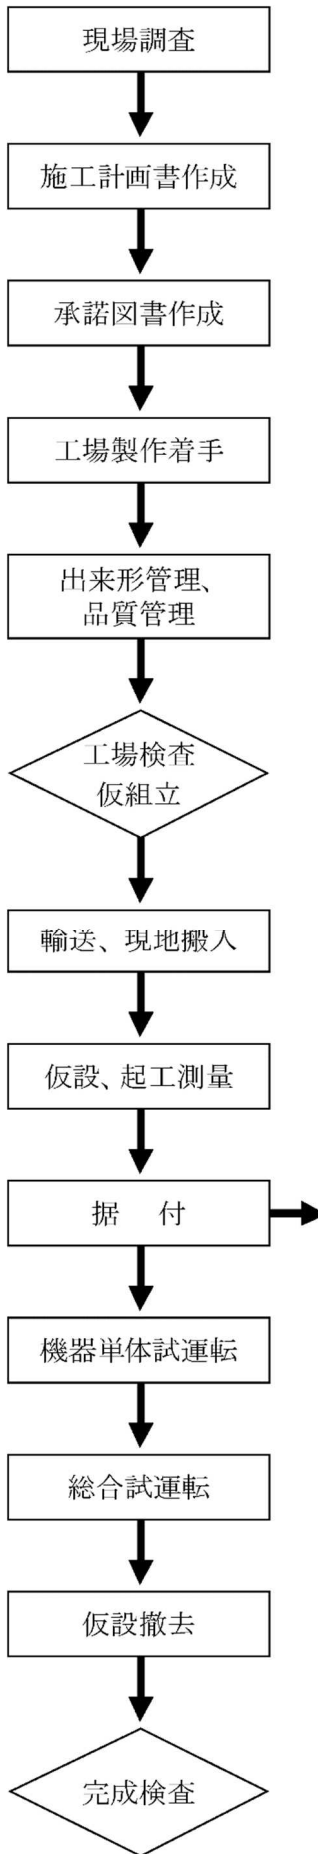 現場調査
施工計画書作成
承諾図書作成
工場製作着手
出来形管理、
品質管理
工場検査
仮組立
輸送、現地搬入
仮設、起工測量
据　付
機器単体試運転
総合試運転
仮設撤去
完成検査